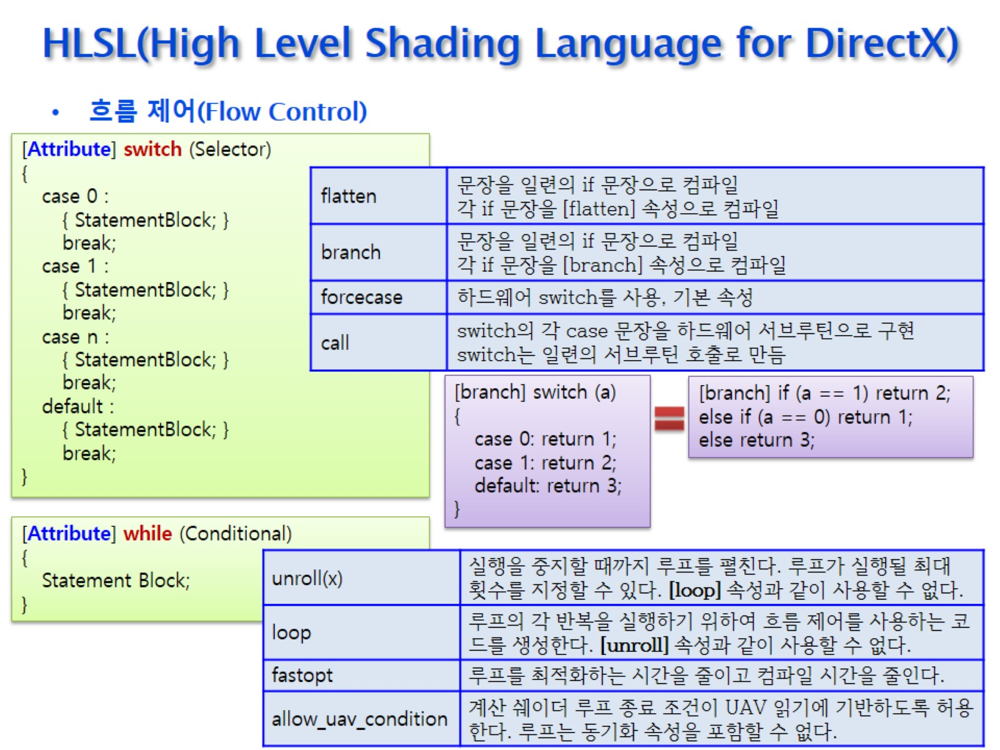 HLSL(High Level Shading Language for DirectX)
• 흐름 제어(Flow Control)
[Attribute] switch (Selector)
{
case 0 :
{ StatementBlock; }
break;
case 1 :
{ StatementBlock; }
break;
case n :
{ StatementBlock; }
break;
default :
{ StatementBlock; }
break;
}
flatten
문장을 일련의 if 문장으로 컴파일
각 if 문장을 [flatten] 속성으로 컴파일
branch
문장을 일련의 if 문장으로 컴파일
각 if 문장을 [branch] 속성으로 컴파일
forcecase
하드웨어 switch를 사용, 기본 속성
call
switch의 각 case 문장을 하드웨어 서브루틴으로 구현
switch는 일련의 서브루틴 호출로 만듬
[branch] switch (a)
{
case 0: return 1;
case 1: return 2;
default: return 3;
}
[branch] if (a == 1) return 2;
else if (a == 0) return 1;
else return 3;
[Attribute] while (Conditional)
{
Statement Block;
}
unroll(x)
실행을 중지할 때까지 루프를 펼친다. 루프가 실행될 최대
횟수를 지정할 수 있다. [loop] 속성과 같이 사용할 수 없다.
loop
루프의 각 반복을 실행하기 위하여 흐름 제어를 사용하는 코
드를 생성한다. [unroll] 속성과 같이 사용할 수 없다.
fastopt
루프를 최적화하는 시간을 줄이고 컴파일 시간을 줄인다.
allow_uav_condition
계산 쉐이더 루프 종료 조건이 UAV 읽기에 기반하도록 허용
한다. 루프는 동기화 속성을 포함할 수 없다.